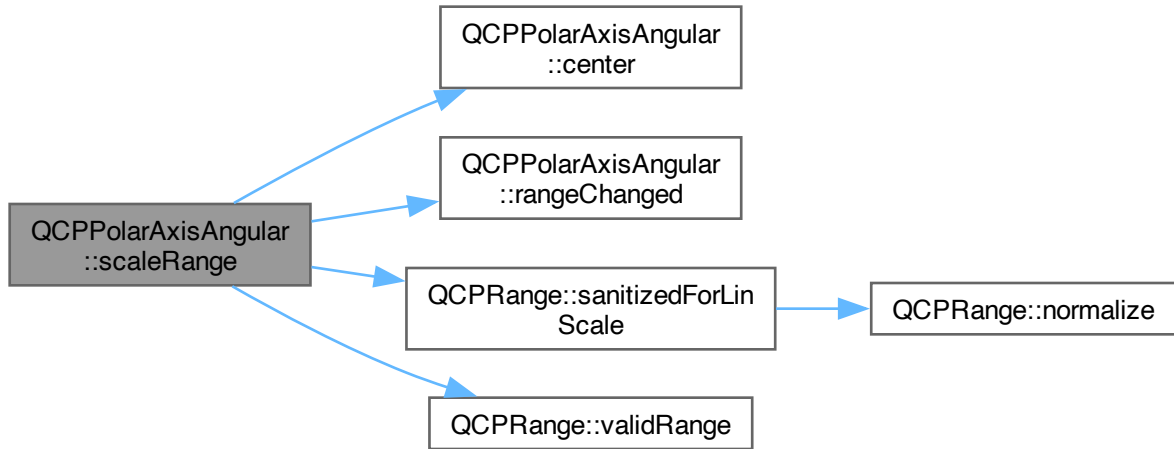 QCPPolarAxisAngular
::scaleRange
QCPPolarAxisAngular
::center
QCPPolarAxisAngular
::rangeChanged
QCPRange::sanitizedForLin
Scale
QCPRange::normalize
QCPRange::validRange